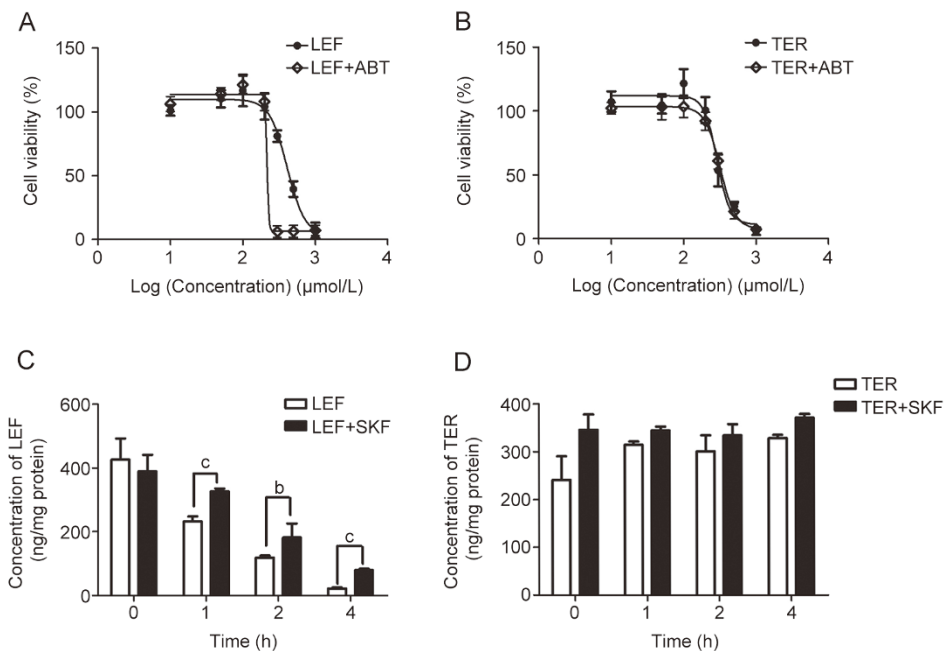 A
LEF
LEF+ABT
150
100
50
0
Cell viability (%)
0 1 2 3 4
Log (Concentration) (μmol/L)
B
TER
TER+ABT
150
100
50
0
Cell viability (%)
0 1 2 3 4
Log (Concentration) (μmol/L)
C
LEF
LEF+SKF
600
400
200
0
Concentration of LEF
(ng/mg protein)
c
b
c
0 1 2 4
Time (h)
D
TER
TER+SKF
400
300
200
100
0
Concentration of TER
(ng/mg protein)
0 1 2 4
Time (h)